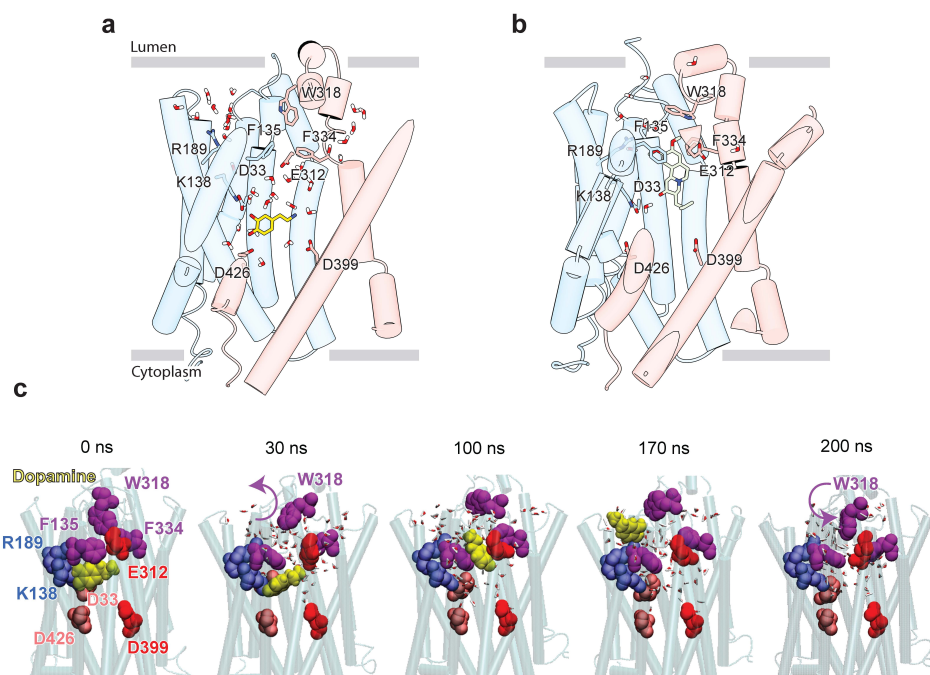 a
b
Lumen
W318
F135
F334
R189
D33
E312
K138
D426
D399
Cytoplasm
W318
F135
F334
R189
E312
D33
K138
D426
D399
c
0 ns
30 ns
100 ns
170 ns
200 ns
Dopamine
W318
F135
F334
R189
E312
K138
D33
D426
D399
W318
W318